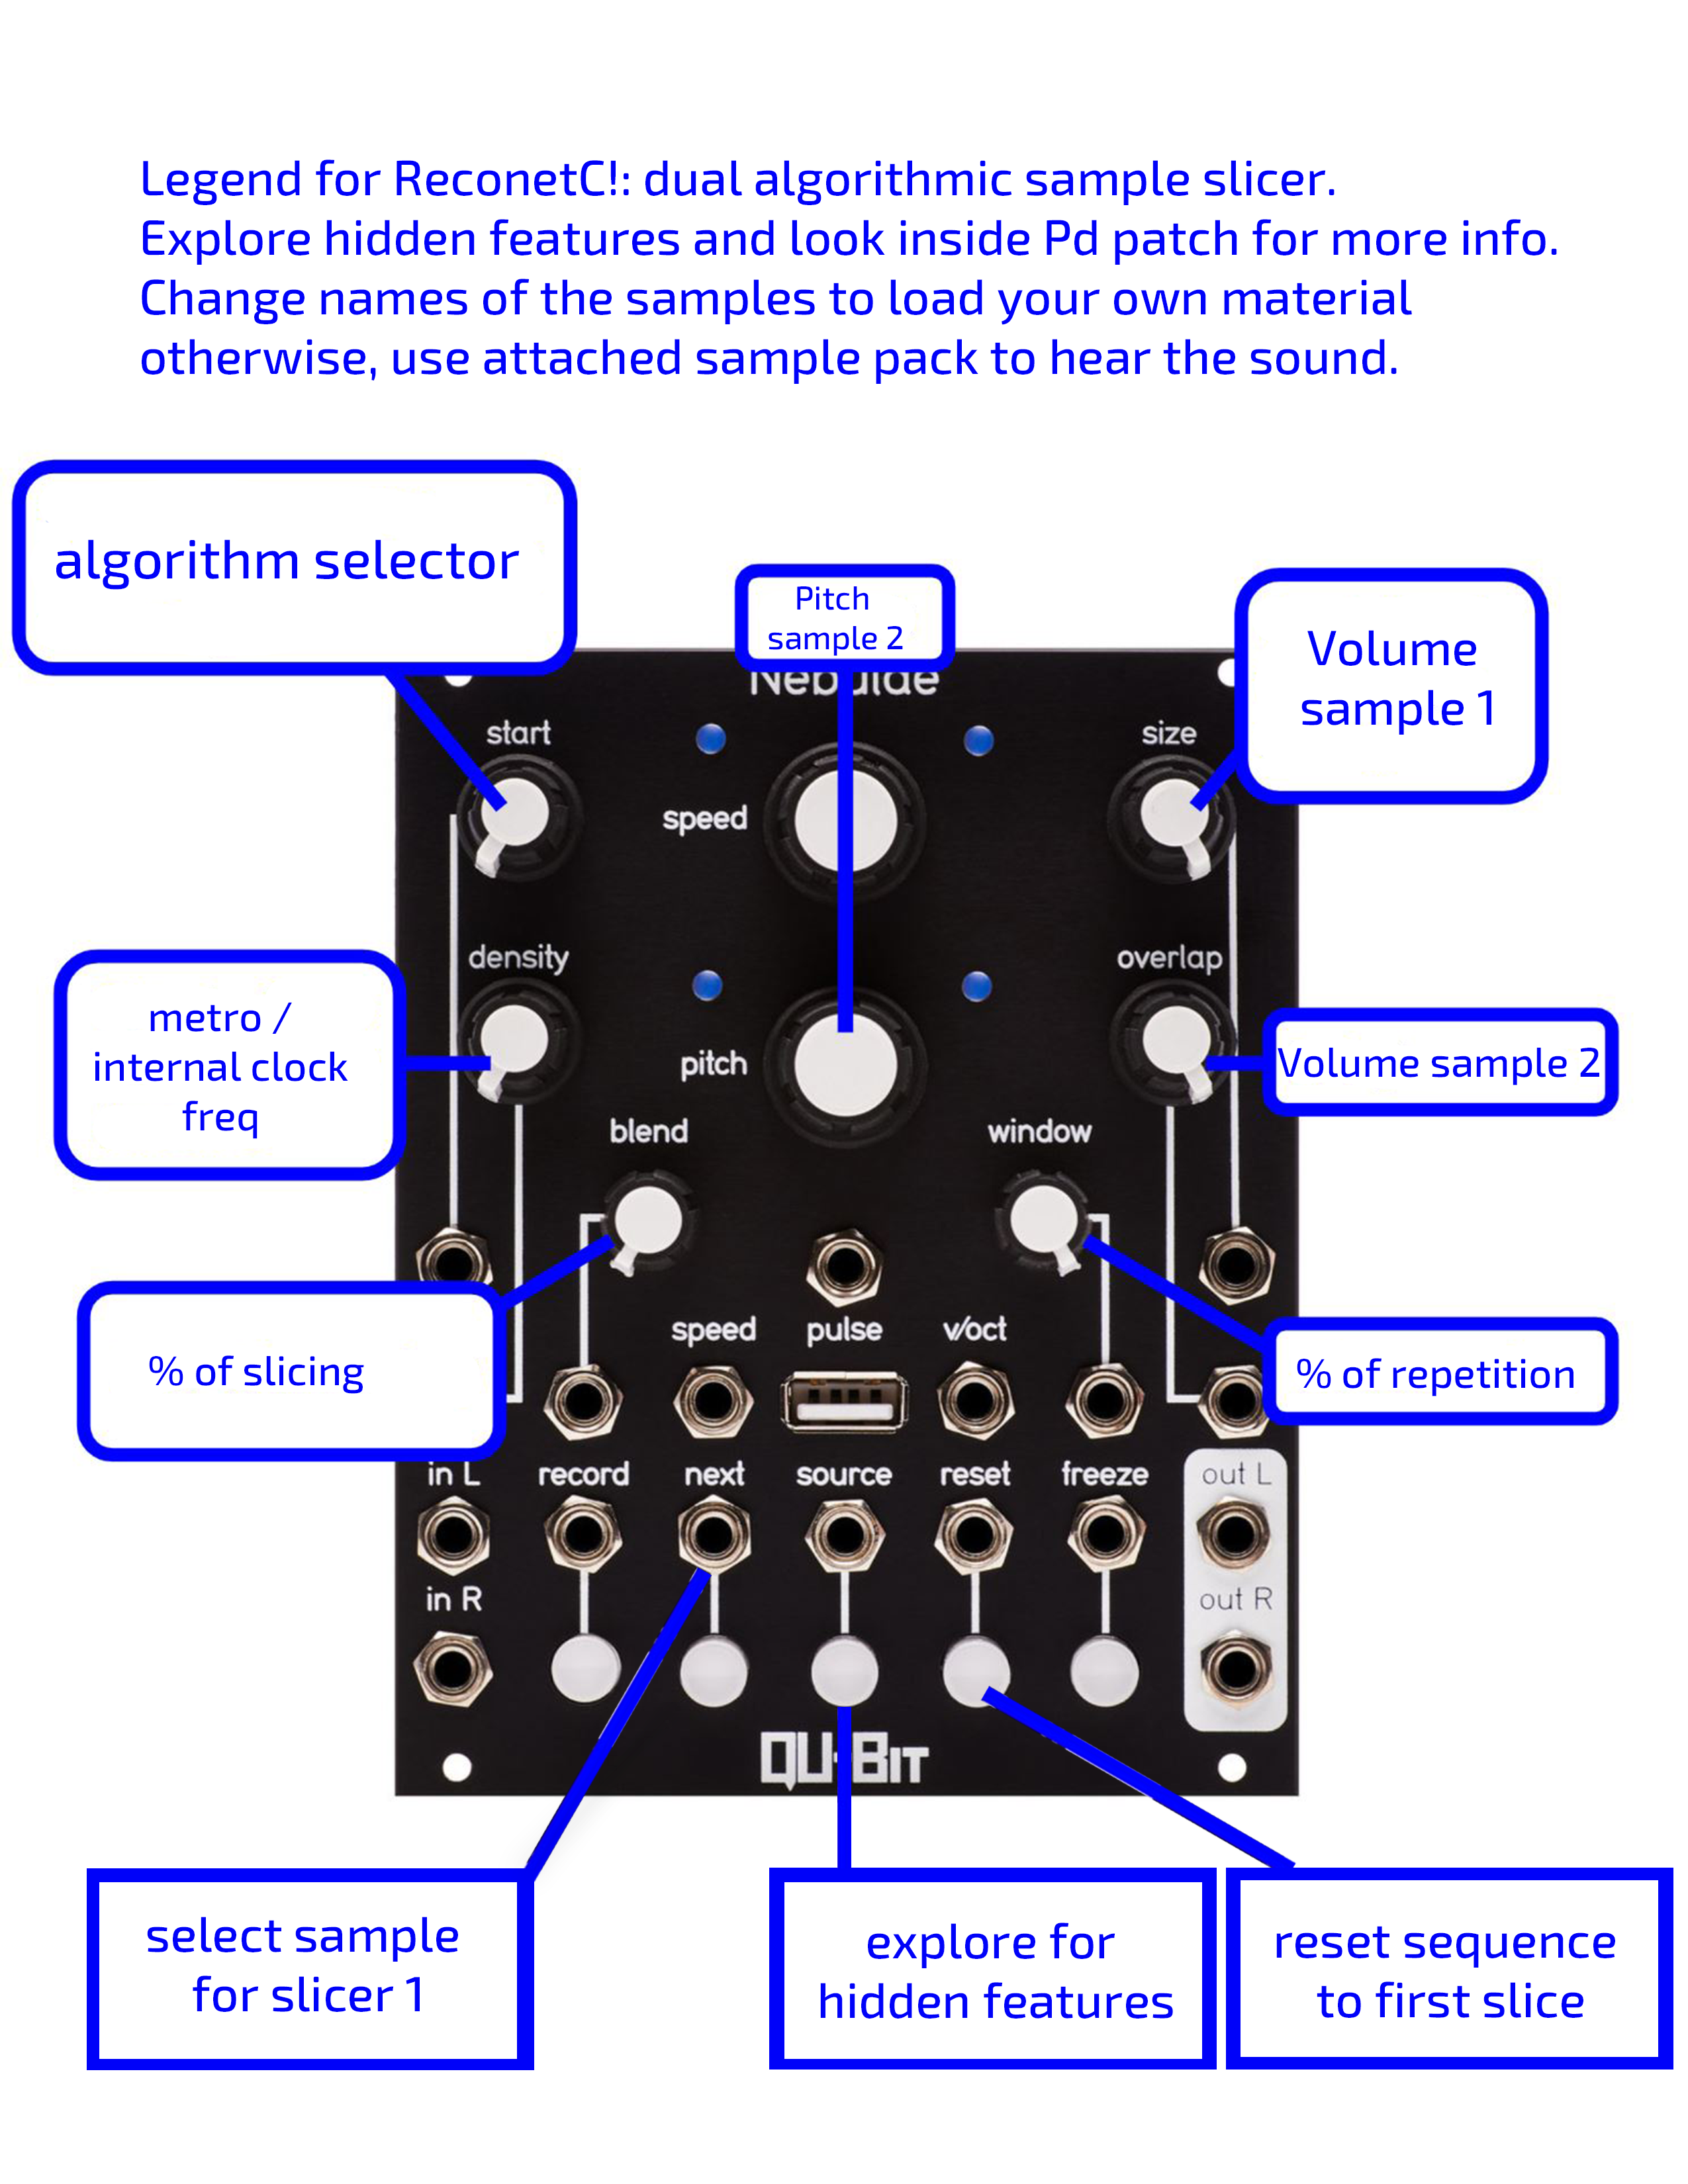 Legend for ReconetC!: dual algorithmic sample slicer.
Explore hidden features and look inside Pd patch for more info.
Change names of the samples to load your own material
otherwise, use attached sample pack to hear the sound.
algorithm selector
Pitch
sample 2
Volume
sample 1
start
size
speed
density
overlap
metro /
internal clock
freq
pitch
Volume sample 2
blend
window
speed
pulse
v/oct
% of slicing
% of repetition
in L
record
next
source
reset
freeze
out L
in R
out R
QU-BIT
select sample
for slicer 1
explore for
hidden features
reset sequence
to first slice